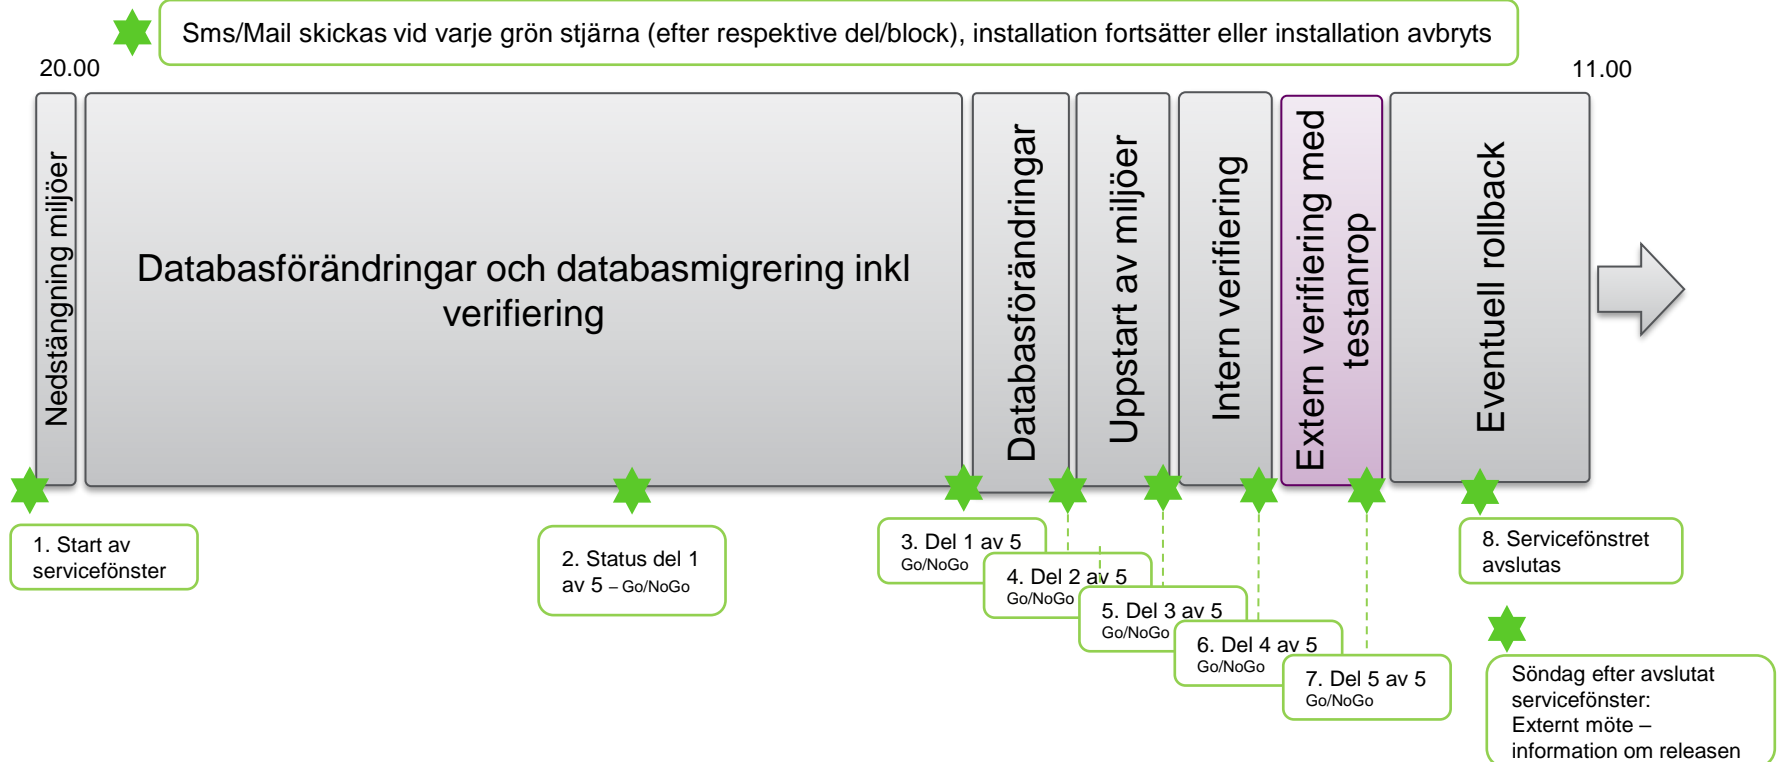 Sms/Mail skickas vid varje grön stjärna (efter respektive del/block), installation fortsätter eller installation avbryts
20.00
11.00
Nedstängning miljöer
Databasförändringar och databasmigrering inkl
verifiering
Databasförändringar
Uppstart av miljöer
Intern verifiering
Extern verifiering med
testanrop
Eventuell rollback
1. Start av
servicefönster
2. Status del 1
av 5 – Go/NoGo
3. Del 1 av 5
Go/NoGo
4. Del 2 av 5
Go/NoGo
5. Del 3 av 5
Go/NoGo
6. Del 4 av 5
Go/NoGo
7. Del 5 av 5
Go/NoGo
8. Servicefönstret
avslutas
Söndag efter avslutat
servicefönster:
Externt möte –
information om releasen